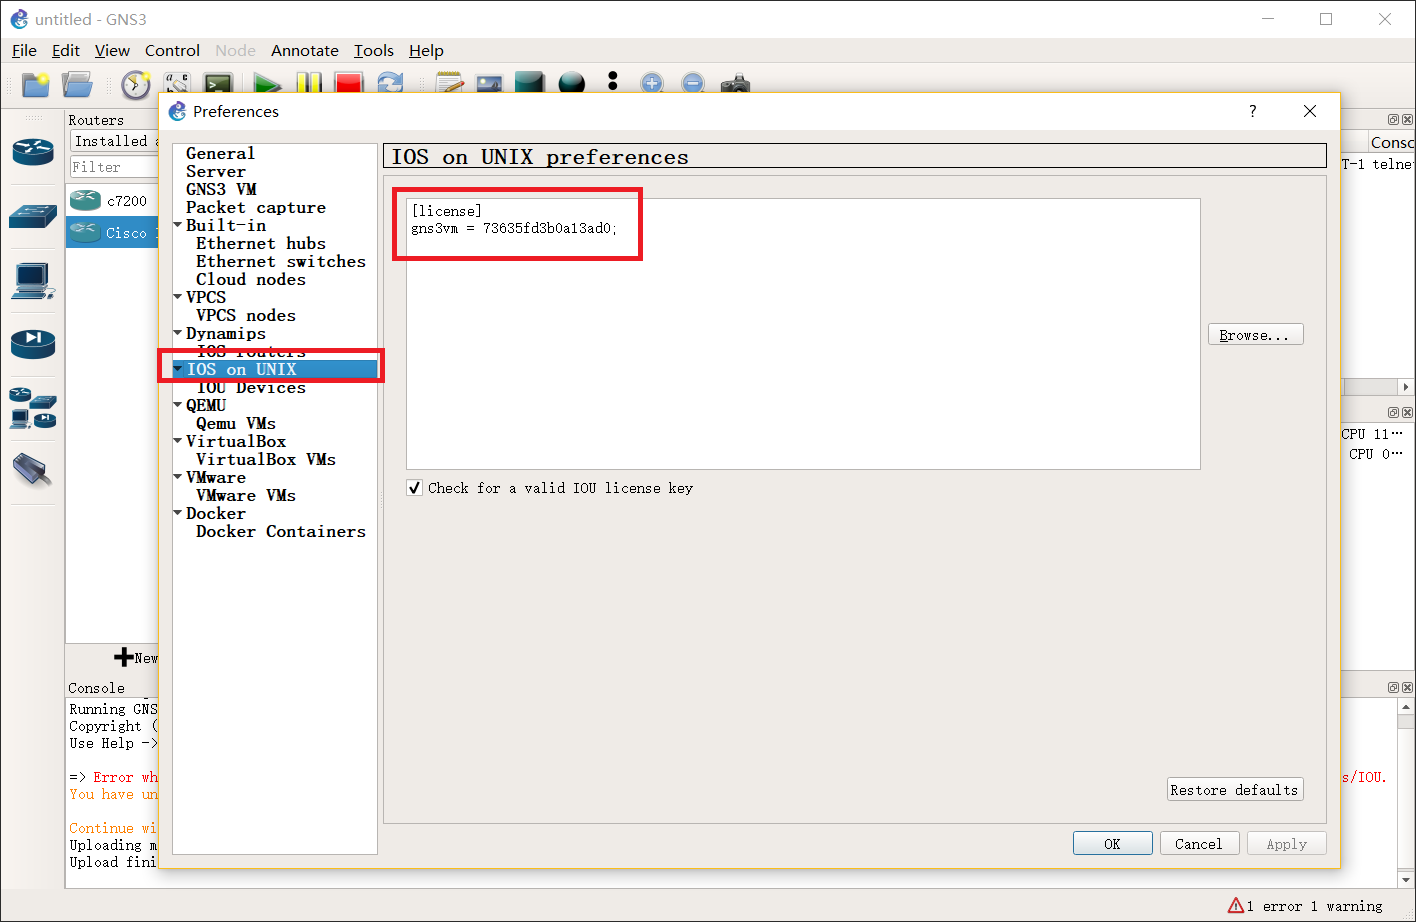 untitled - GNS3
File Edit View Control Node Annotate Tools Help
Preferences
?
Routers
Installed
Filter
c7200
Cisco
New
General
Server
GNS3 VM
Packet capture
Built-in
Ethernet hubs
Ethernet switches
Cloud nodes
VPCS
VPCS nodes
Dynamips
IOS routers
IOS on UNIX
IOU Devices
QEMU
Qemu VMs
VirtualBox
VirtualBox VMs
VMware
VMware VMs
Docker
Docker Containers
IOS on UNIX preferences
[license]
gns3vm = 73635fd3b0a13ad0;
Browse...
Check for a valid IOU license key
Restore defaults
OK Cancel Apply
Conso
T-1 telne
CPU 11…
CPU 0…
Console
Running GNS
Copyright (
Use Help ->
=> Error wh
s/IOU.
You have un
Continue wi
Uploading m
Upload fini
1 error 1 warning